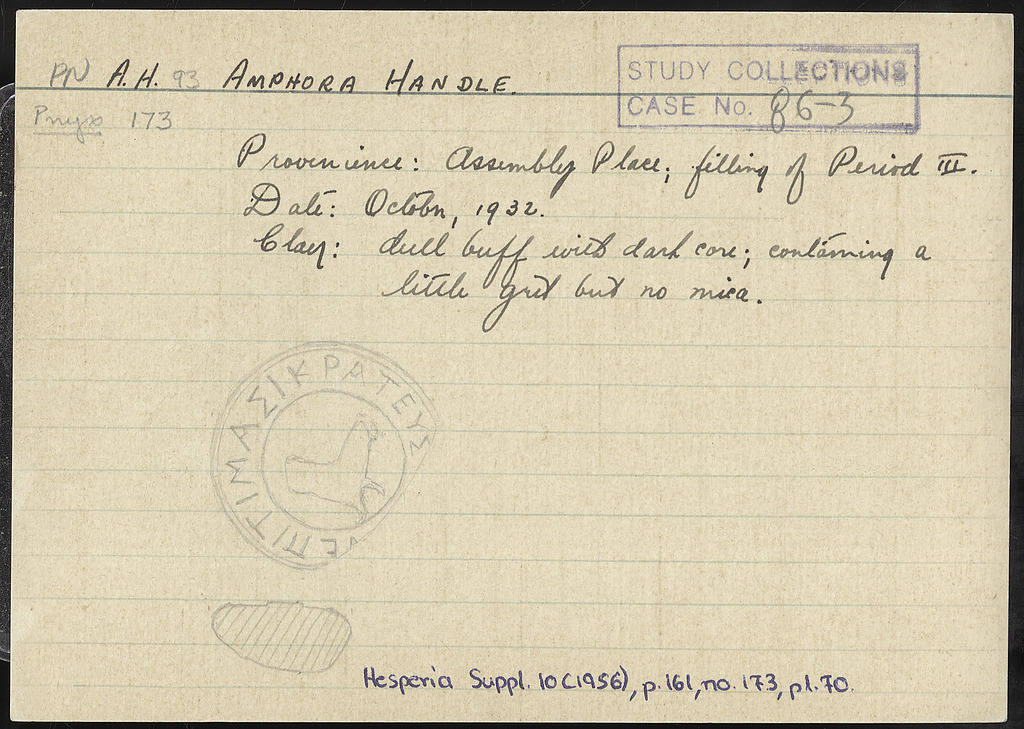 PN A.H. 93 AMPHORA HANDLE.
STUDY COLLECTIONS
CASE No. 86-3
Pnyx 173
Provenience: Assembly Place; filling of Period III.
Date: October, 1932.
Clay: dull buff with dark core; containing a
little grit but no mica.
ΕΠΙΤΙΜΑΣΙΚΡΑΤΕΥΣ
Hesperia Suppl. 10 (1956), p. 161, no. 173, pl. 70.